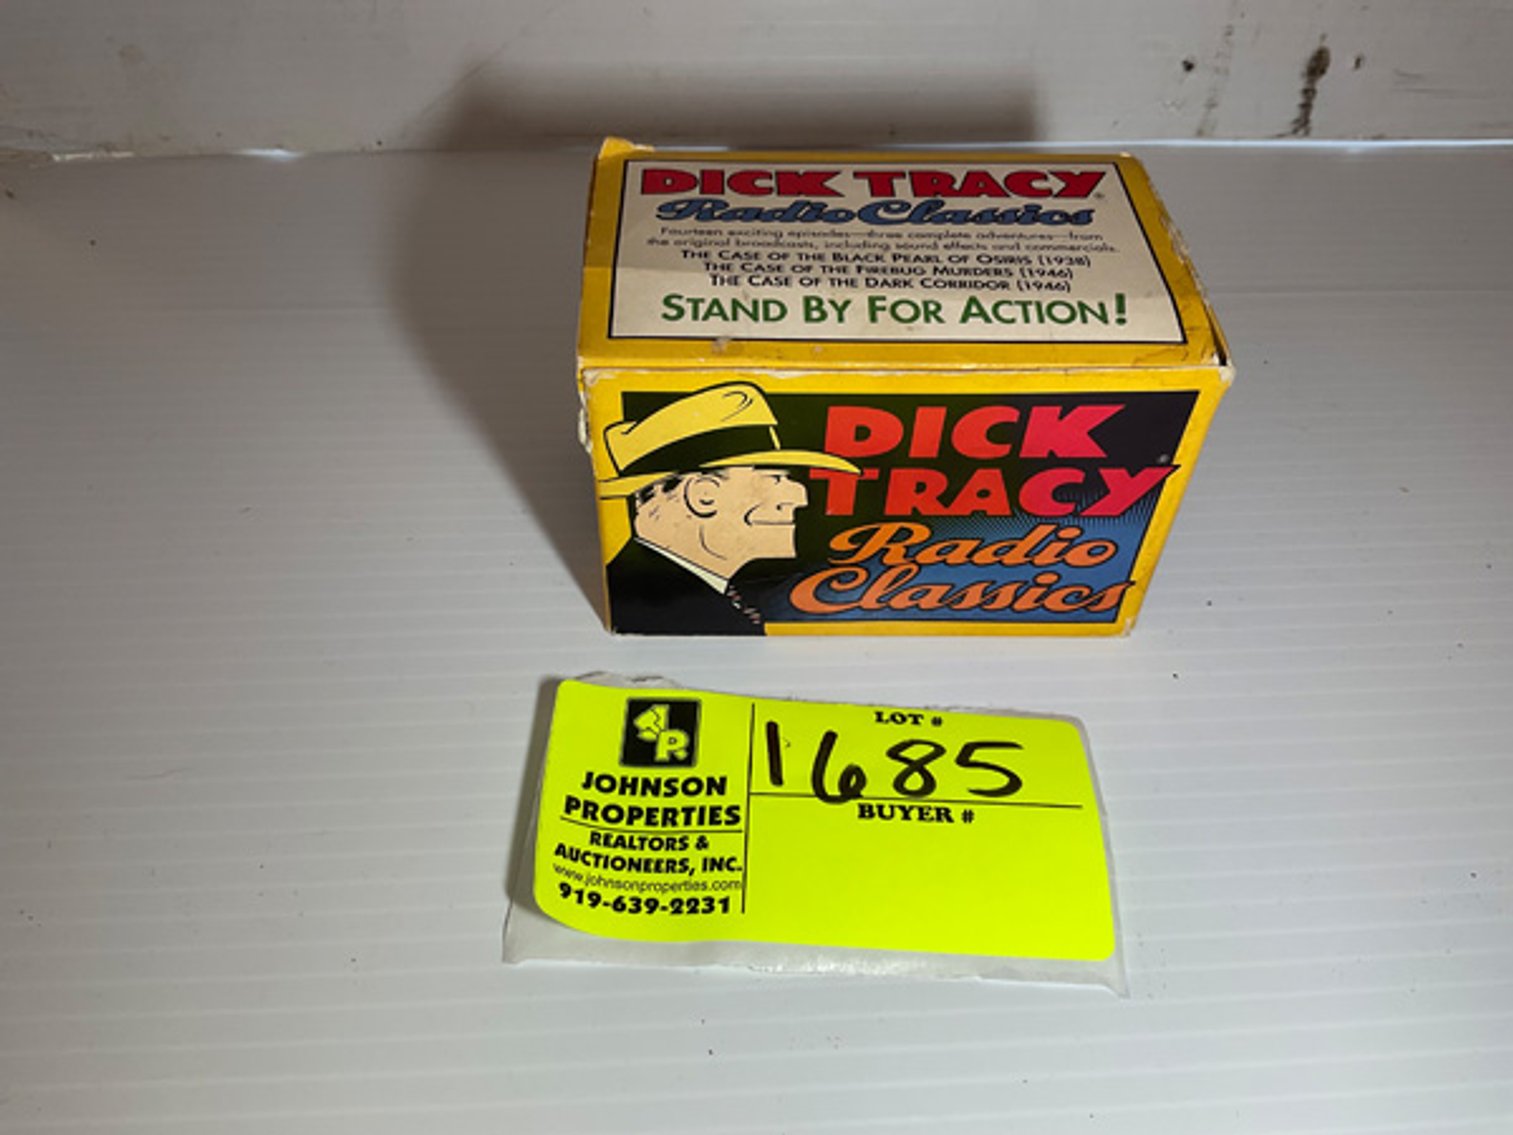 DICK TRACY
Radio Classics
Fourteen exciting episodes—three complete adventures—from
the original broadcasts, including sound effects and commercials.
THE CASE OF THE BLACK PEARL OF OSIRIS (1938)
THE CASE OF THE FIREBUG MURDERS (1946)
THE CASE OF THE DARK CORRIDOR (1946)
STAND BY FOR ACTION!
DICK
TRACY
Radio
Classics
JP
JOHNSON
PROPERTIES
REALTORS &
AUCTIONEERS, INC.
www.johnsonproperties.com
919-639-2231
LOT #
1685
BUYER #